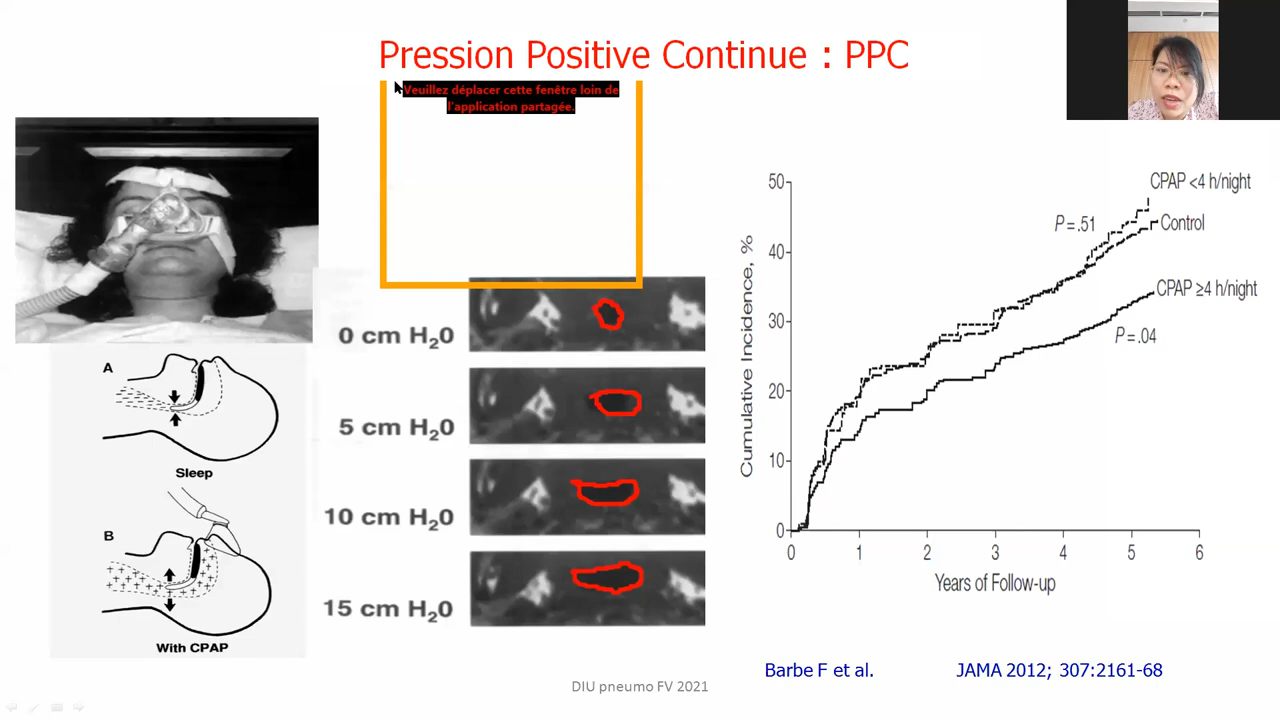 Pression Positive Continue : PPC
Veuillez déplacer cette fenêtre loin de
l'application partagée.
0 cm H₂0
5 cm H₂0
10 cm H₂0
15 cm H₂0
A
Sleep
B
With CPAP
Cumulative Incidence, %
50
40
30
20
10
0
0 1 2 3 4 5 6
Years of Follow-up
CPAP <4 h/night
P=.51
Control
CPAP ≥4 h/night
P=.04
Barbe F et al. JAMA 2012; 307:2161-68
DIU pneumo FV 2021